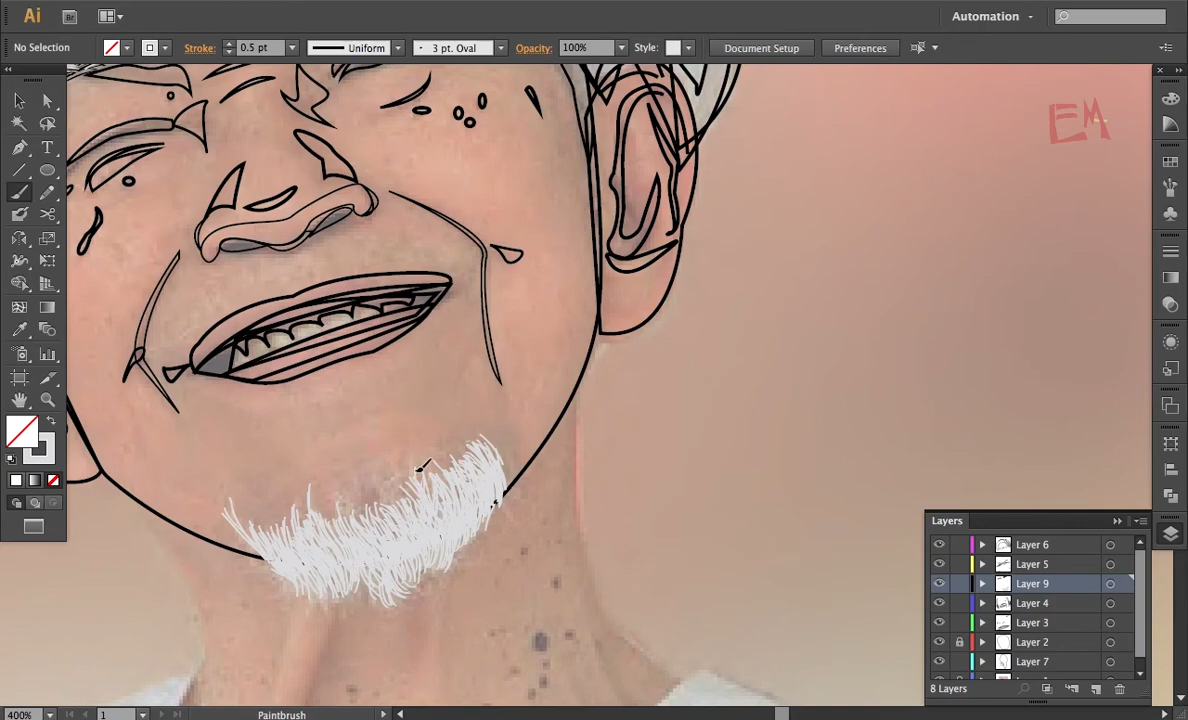 Ai
Br
Automation
No Selection
Stroke:
0.5 pt
Uniform
3 pt. Oval
Opacity:
100%
Style:
Document Setup
Preferences
EM
T
Layers
Layer 6
Layer 5
Layer 9
Layer 4
Layer 3
Layer 2
Layer 7
8 Layers
400%
1
Paintbrush